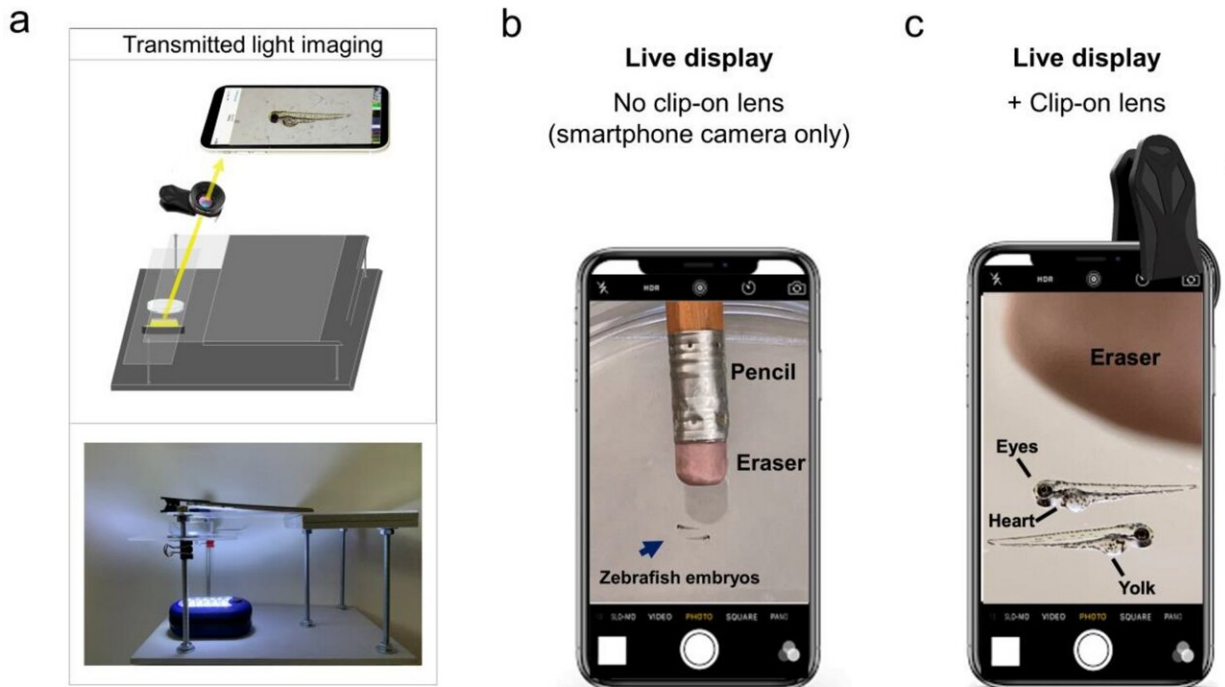 a
Transmitted light imaging
b
Live display
No clip-on lens
(smartphone camera only)
HDR
Pencil
Eraser
Zebrafish embryos
SLO-MO VIDEO PHOTO SQUARE PANO
c
Live display
+ Clip-on lens
HDR
Eraser
Eyes
Heart
Yolk
SLO-MO VIDEO PHOTO SQUARE PANO